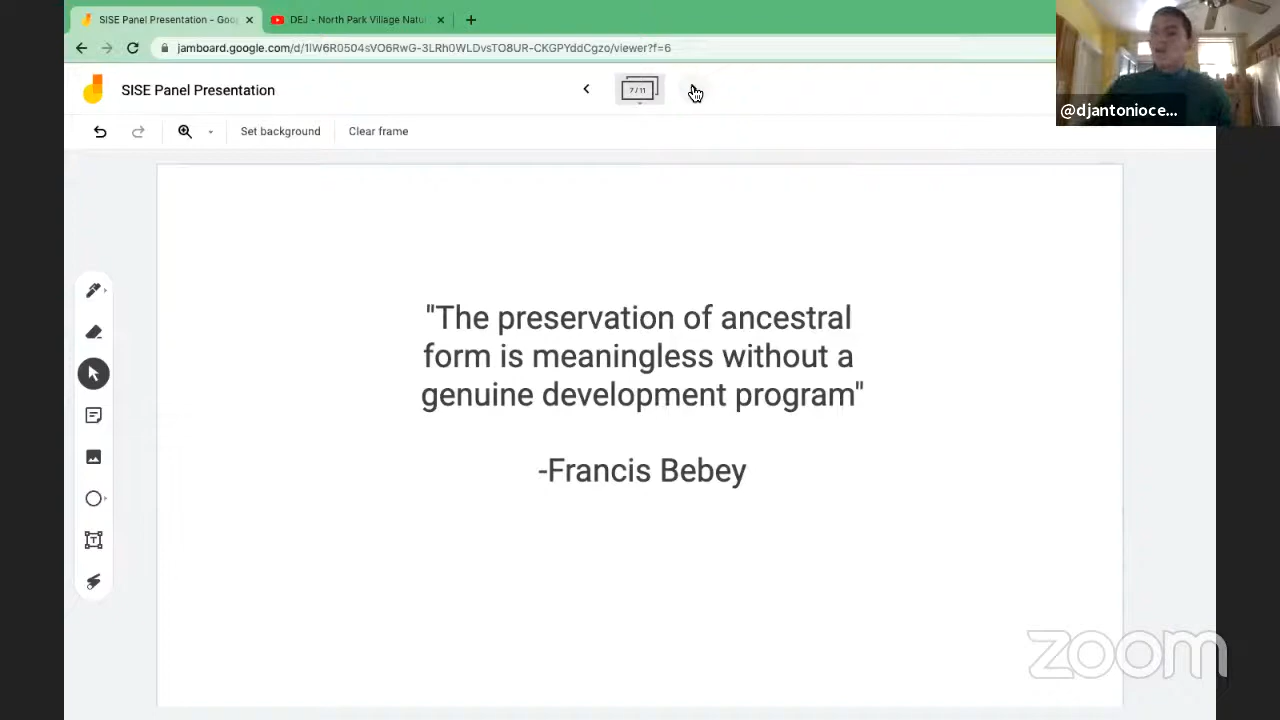 SISE Panel Presentation - Goo
DEJ - North Park Village Natu
jamboard.google.com/d/1IW6R0504sVO6RwG-3LRh0WLDvsTO8UR-CKGPYddCgzo/viewer?f=6
@djantonioce...
SISE Panel Presentation
7 / 11
Set background
Clear frame
"The preservation of ancestral
form is meaningless without a
genuine development program"
-Francis Bebey
zoom